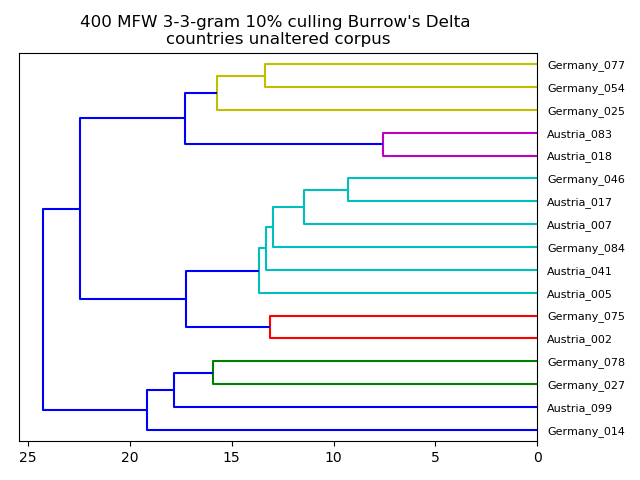 400 MFW 3-3-gram 10% culling Burrow's Delta
countries unaltered corpus
Germany_077
Germany_054
Germany_025
Austria_083
Austria_018
Germany_046
Austria_017
Austria_007
Germany_084
Austria_041
Austria_005
Germany_075
Austria_002
Germany_078
Germany_027
Austria_099
Germany_014
25 20 15 10 5 0